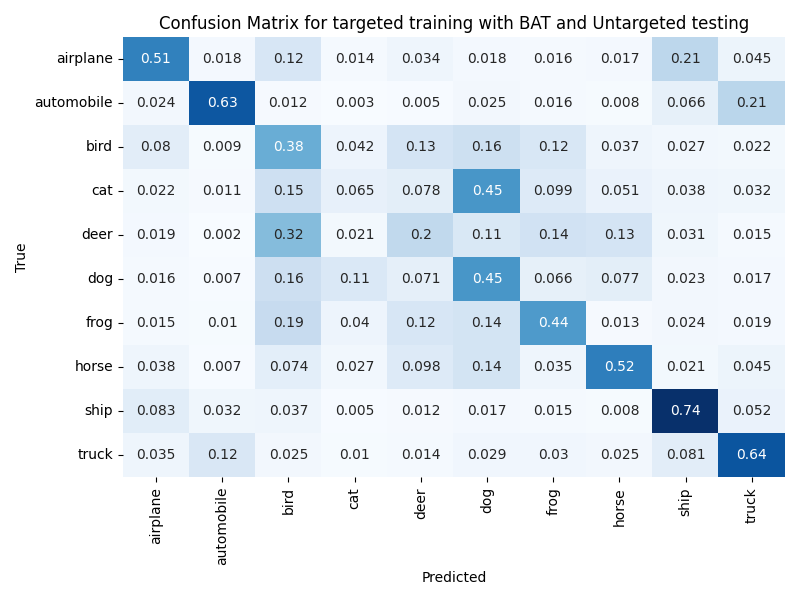 Confusion Matrix for targeted training with BAT and Untargeted testing
airplane 0.51 0.018 0.12 0.014 0.034 0.018 0.016 0.017 0.21 0.045
automobile 0.024 0.63 0.012 0.003 0.005 0.025 0.016 0.008 0.066 0.21
bird 0.08 0.009 0.38 0.042 0.13 0.16 0.12 0.037 0.027 0.022
cat 0.022 0.011 0.15 0.065 0.078 0.45 0.099 0.051 0.038 0.032
deer 0.019 0.002 0.32 0.021 0.2 0.11 0.14 0.13 0.031 0.015
True
dog 0.016 0.007 0.16 0.11 0.071 0.45 0.066 0.077 0.023 0.017
frog 0.015 0.01 0.19 0.04 0.12 0.14 0.44 0.013 0.024 0.019
horse 0.038 0.007 0.074 0.027 0.098 0.14 0.035 0.52 0.021 0.045
ship 0.083 0.032 0.037 0.005 0.012 0.017 0.015 0.008 0.74 0.052
truck 0.035 0.12 0.025 0.01 0.014 0.029 0.03 0.025 0.081 0.64
airplane automobile bird cat deer dog frog horse ship truck
Predicted